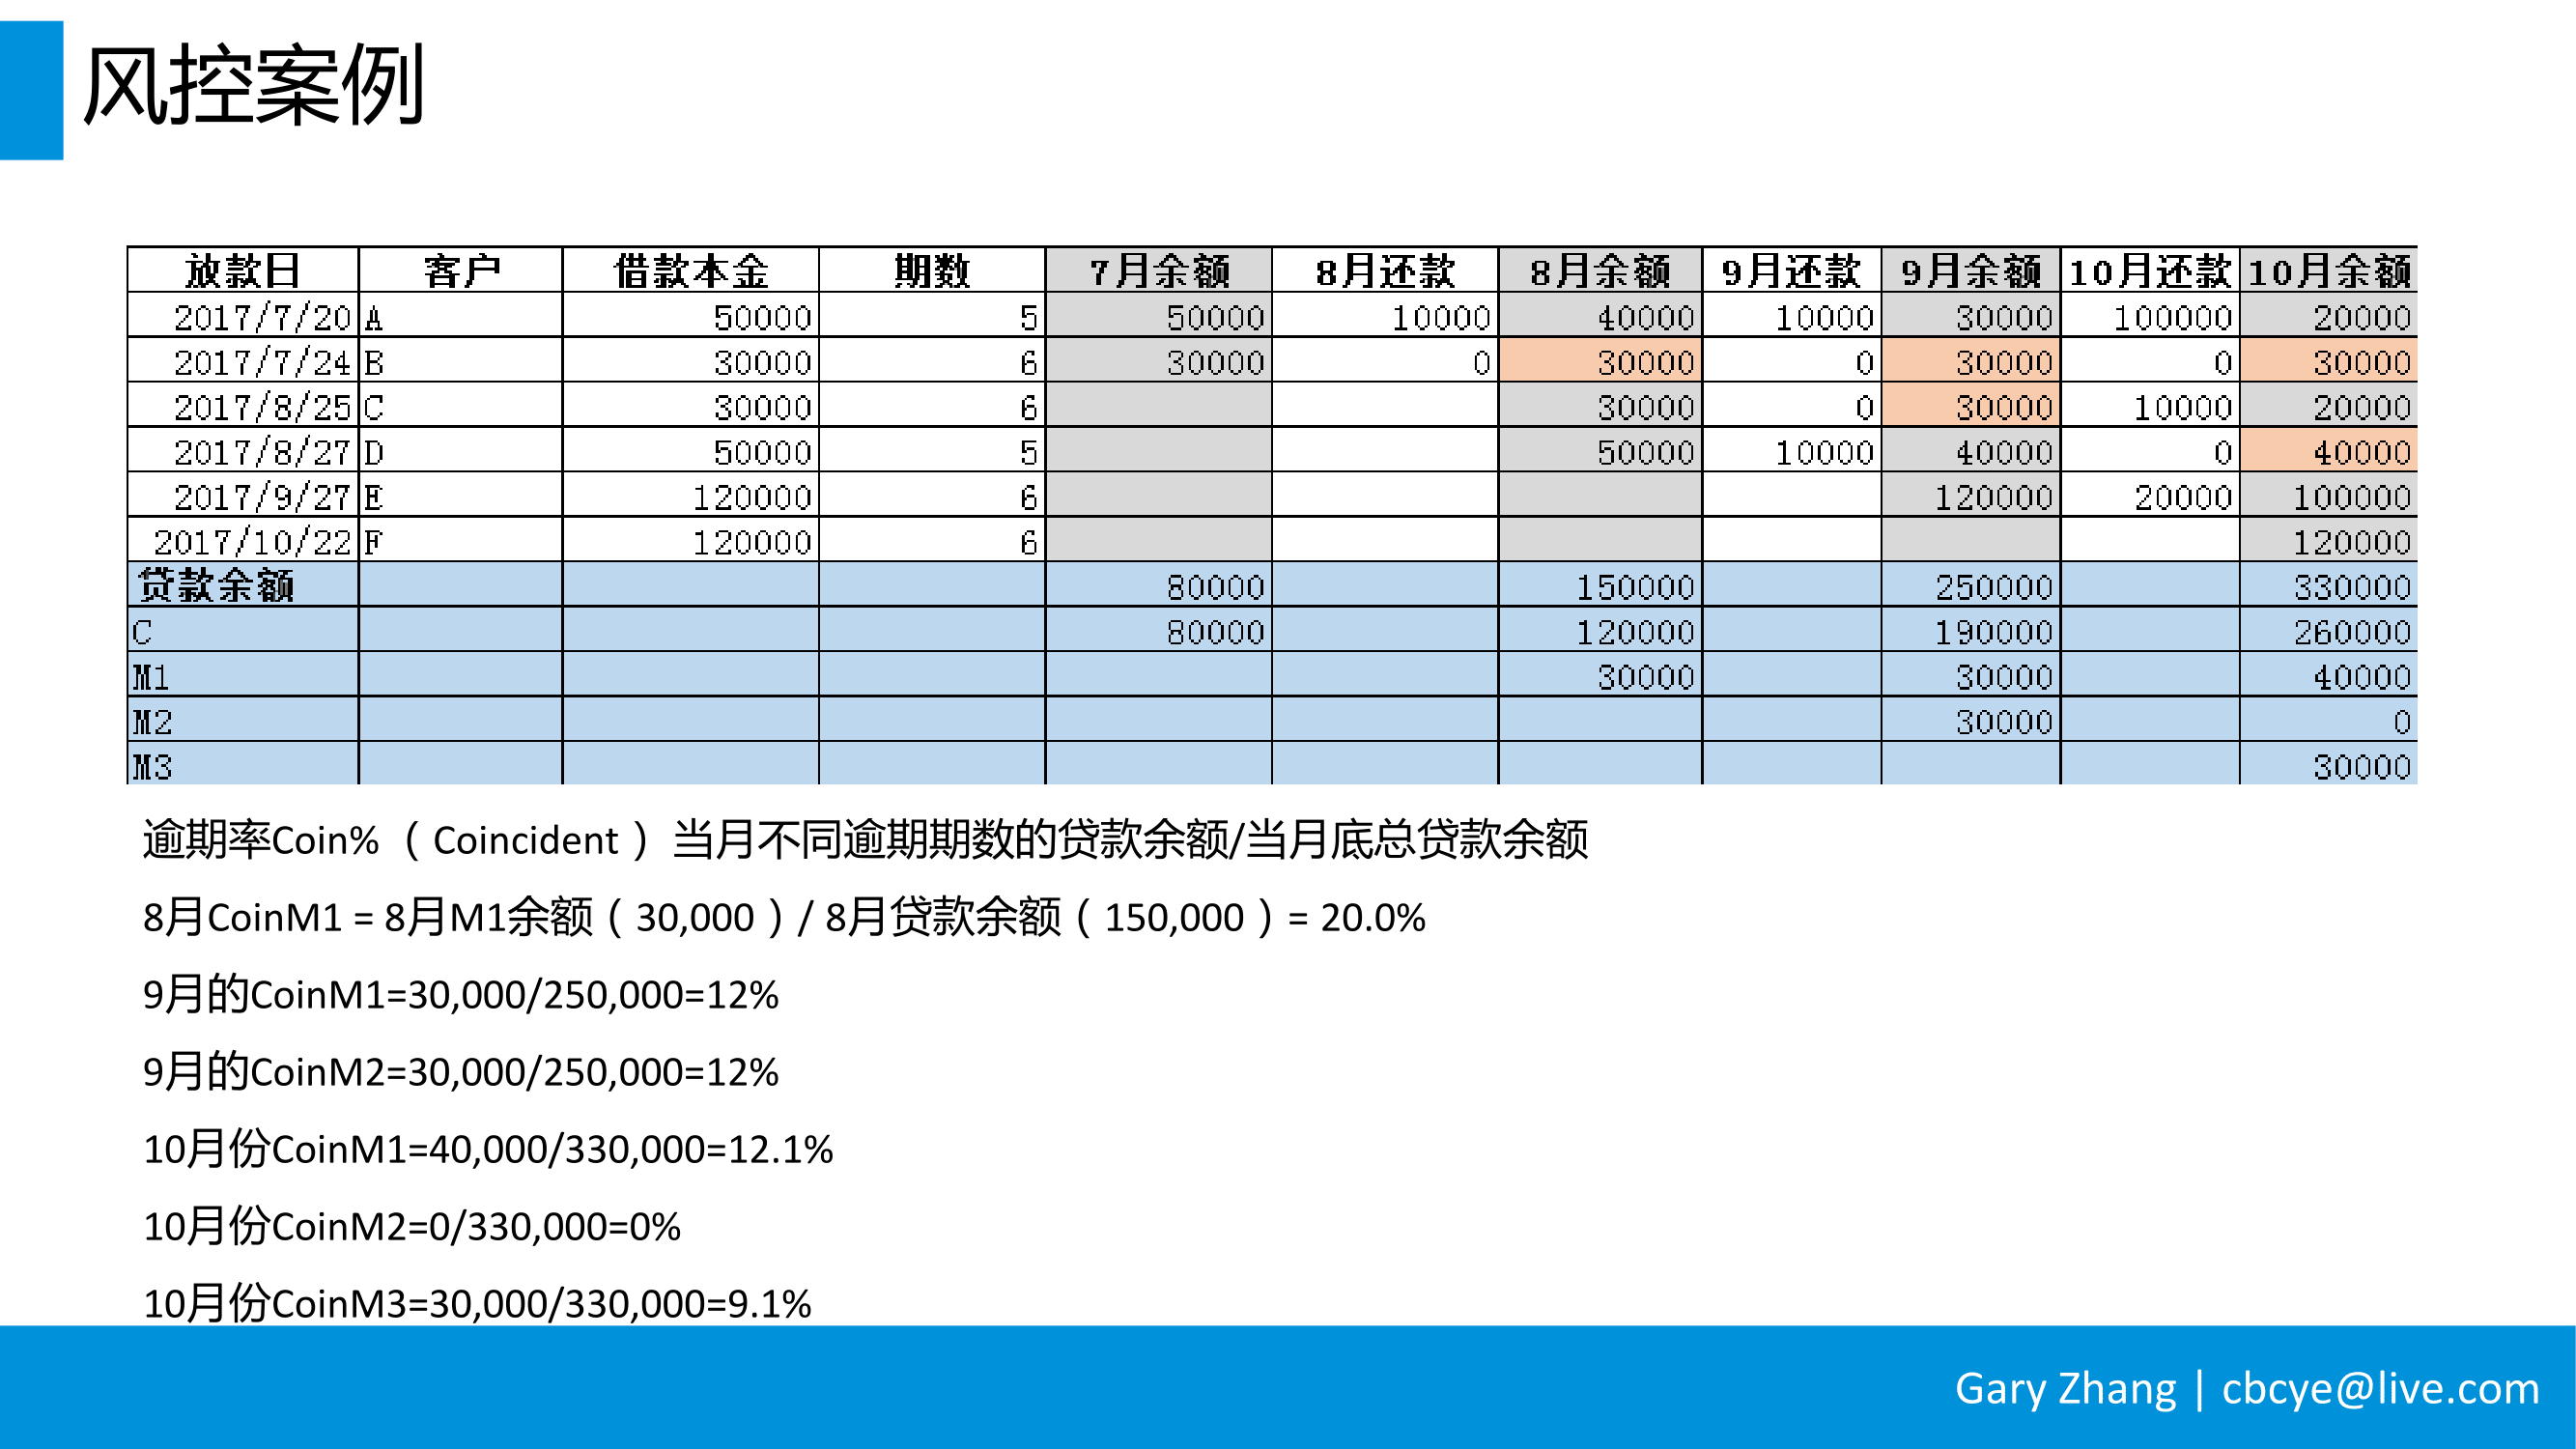 风控案例
放款日 客户 借款本金 期数 7月余额 8月还款 8月余额 9月还款 9月余额 10月还款 10月余额
2017/7/20 A 50000 5 50000 10000 40000 10000 30000 100000 20000
2017/7/24 B 30000 6 30000 0 30000 0 30000 0 30000
2017/8/25 C 30000 6 30000 0 30000 10000 20000
2017/8/27 D 50000 5 50000 10000 40000 0 40000
2017/9/27 E 120000 6 120000 20000 100000
2017/10/22 F 120000 6 120000
贷款余额 80000 150000 250000 330000
C 80000 120000 190000 260000
M1 30000 30000 40000
M2 30000 0
M3 30000
逾期率Coin%（Coincident）当月不同逾期期数的贷款余额/当月底总贷款余额
8月CoinM1 = 8月M1余额（30,000）/ 8月贷款余额（150,000）= 20.0%
9月的CoinM1=30,000/250,000=12%
9月的CoinM2=30,000/250,000=12%
10月份CoinM1=40,000/330,000=12.1%
10月份CoinM2=0/330,000=0%
10月份CoinM3=30,000/330,000=9.1%
Gary Zhang | cbcye@live.com